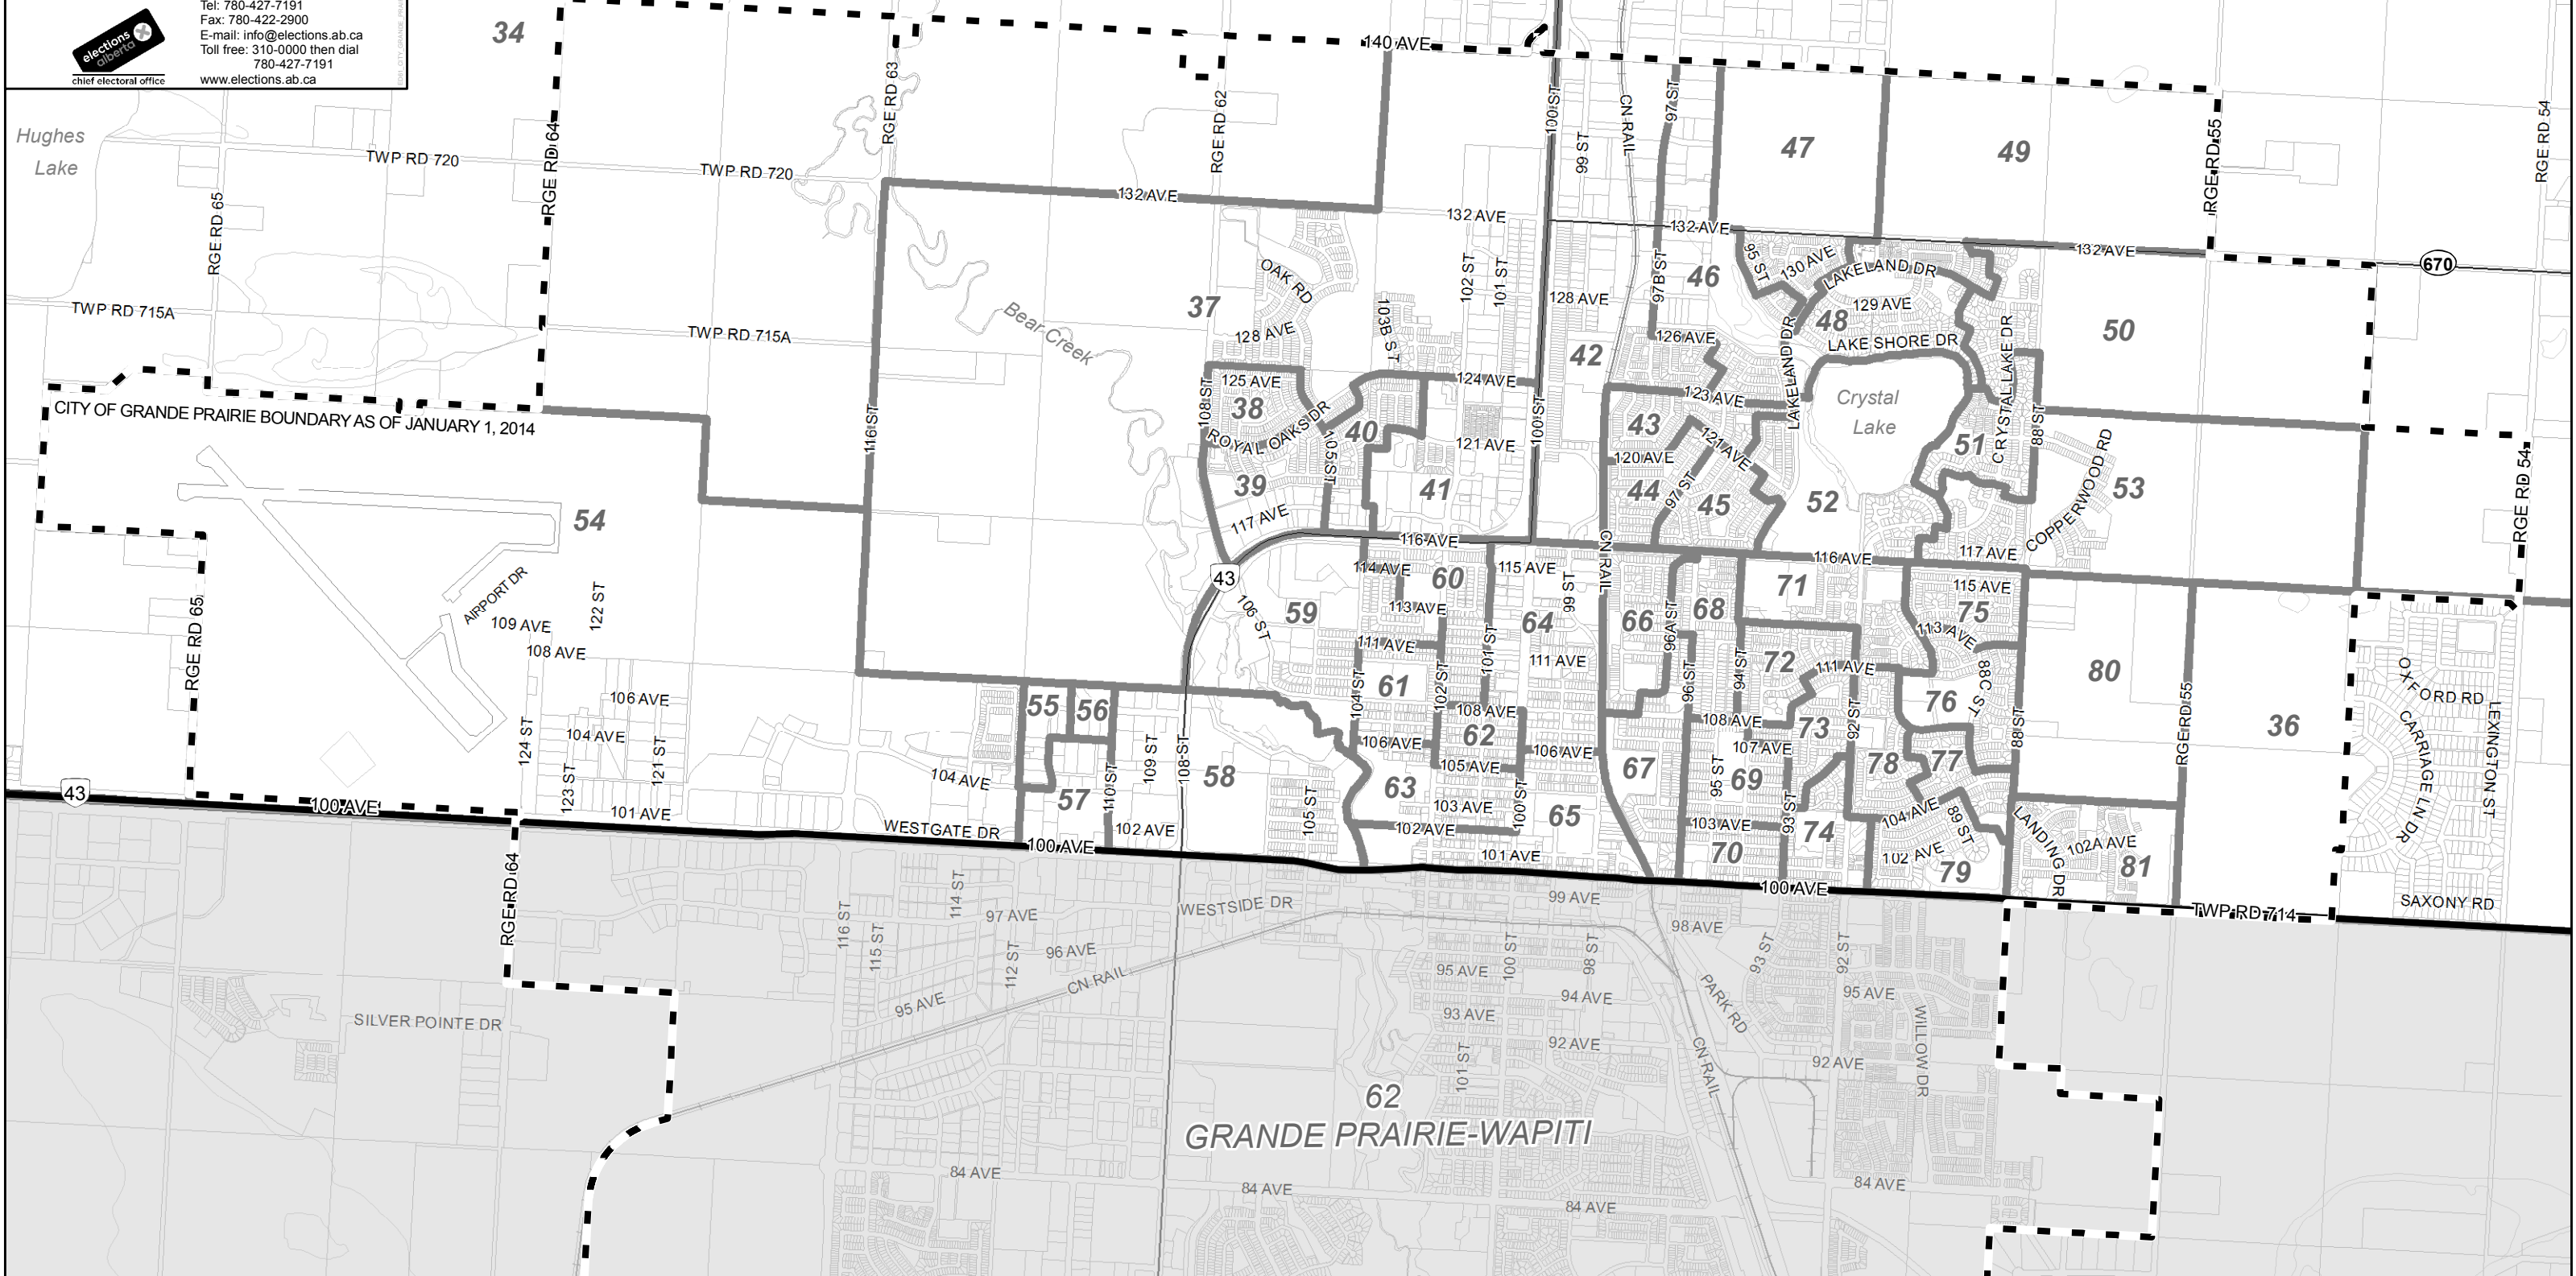 Tel: 780-427-7191
Fax: 780-422-2900
E-mail: info@elections.ab.ca
Toll free: 310-0000 then dial
780-427-7191
www.elections.ab.ca
elections
alberta
chief electoral office
34
140 AVE
RGE RD 63
RGE RD 62
100 ST
99 ST
CN RAIL
97 ST
47
49
RGE RD 55
RGE RD 54
Hughes
Lake
TWP RD 720
TWP RD 720
RGE RD 64
RGE RD 65
132 AVE
132 AVE
132 AVE
132 AVE
670
OAK RD
102 ST
101 ST
128 AVE
97B ST
46
95 ST
130 AVE
LAKELAND DR
129 AVE
48
LAKE SHORE DR
50
TWP RD 715A
TWP RD 715A
37
Bear Creek
128 AVE
103B ST
42
126 AVE
LAKELAND DR
CRYSTAL LAKE DR
Crystal
Lake
CITY OF GRANDE PRAIRIE BOUNDARY AS OF JANUARY 1, 2014
116 ST
108 ST
125 AVE
38
ROYAL OAKS DR
124 AVE
40
105 ST
121 AVE
100 ST
123 AVE
43
121 AVE
120 AVE
44
97 ST
45
51
88 ST
COPPERWOOD RD
53
52
39
41
117 AVE
116 AVE
116 AVE
117 AVE
RGE RD 54
54
AIRPORT DR
122 ST
109 AVE
108 AVE
RGE RD 65
43
106 ST
59
114 AVE
60
113 AVE
115 AVE
99 ST
CN RAIL
64
66
96A ST
68
71
115 AVE
75
113 AVE
111 AVE
101 ST
111 AVE
61
104 ST
102 ST
96 ST
94 ST
72
111 AVE
88C ST
76
80
RGE RD 55
36
OXFORD RD
CARRIAGE LN DR
LEXINGTON ST
106 AVE
104 AVE
124 ST
123 ST
121 ST
101 AVE
43
100 AVE
55
56
57
110 ST
109 ST
108 ST
58
104 AVE
WESTGATE DR
102 AVE
100 AVE
105 ST
106 AVE
63
108 AVE
62
105 AVE
103 AVE
102 AVE
101 AVE
100 ST
106 AVE
65
67
108 AVE
107 AVE
73
92 ST
95 ST
69
93 ST
103 AVE
70
74
78
77
88 ST
104 AVE
89 ST
102 AVE
79
LANDING DR
102A AVE
81
100 AVE
TWP RD 714
SAXONY RD
RGE RD 64
116 ST
115 ST
114 ST
97 AVE
112 ST
96 AVE
95 AVE
CN RAIL
WESTSIDE DR
99 AVE
98 AVE
100 ST
98 ST
95 AVE
94 AVE
93 AVE
92 AVE
101 ST
PARK RD
CN RAIL
93 ST
92 ST
95 AVE
WILLOW DR
92 AVE
SILVER POINTE DR
62
GRANDE PRAIRIE-WAPITI
84 AVE
84 AVE
84 AVE
84 AVE